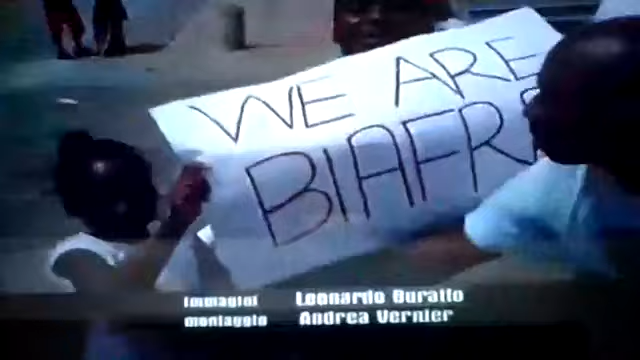 WE ARE
BIAFR
immagini Leonardo Buratto
montaggio Andrea Vernier